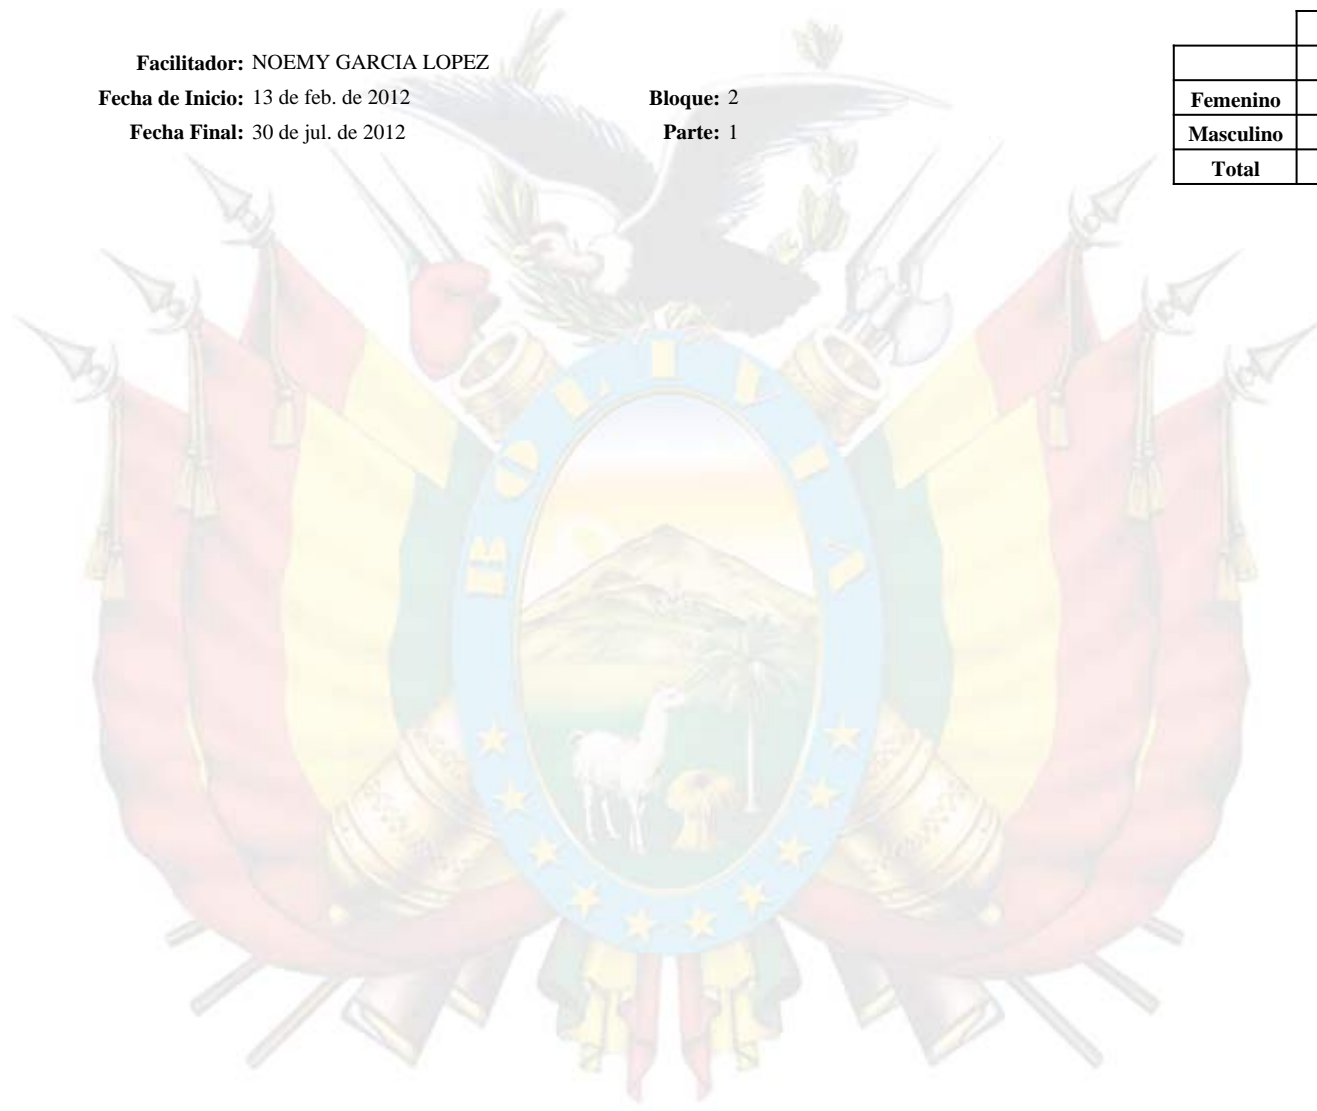 Facilitador: NOEMY GARCIA LOPEZ
Fecha de Inicio: 13 de feb. de 2012 Bloque: 2
Fecha Final: 30 de jul. de 2012 Parte: 1
Femenino
Masculino
Total
BOLIVIA